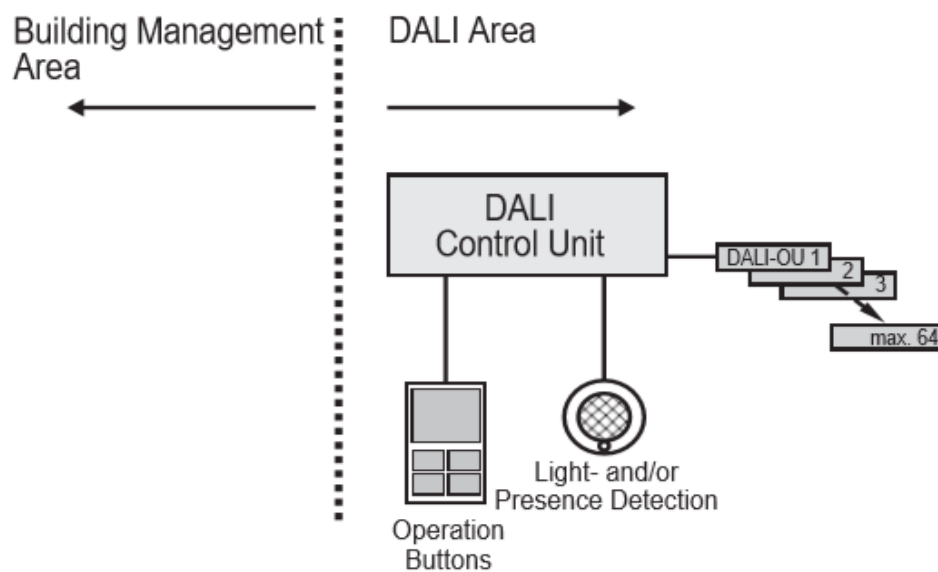 Building Management
Area
DALI Area
DALI
Control Unit
DALI-OU 1
2
3
max. 64
Light- and/or
Presence Detection
Operation
Buttons